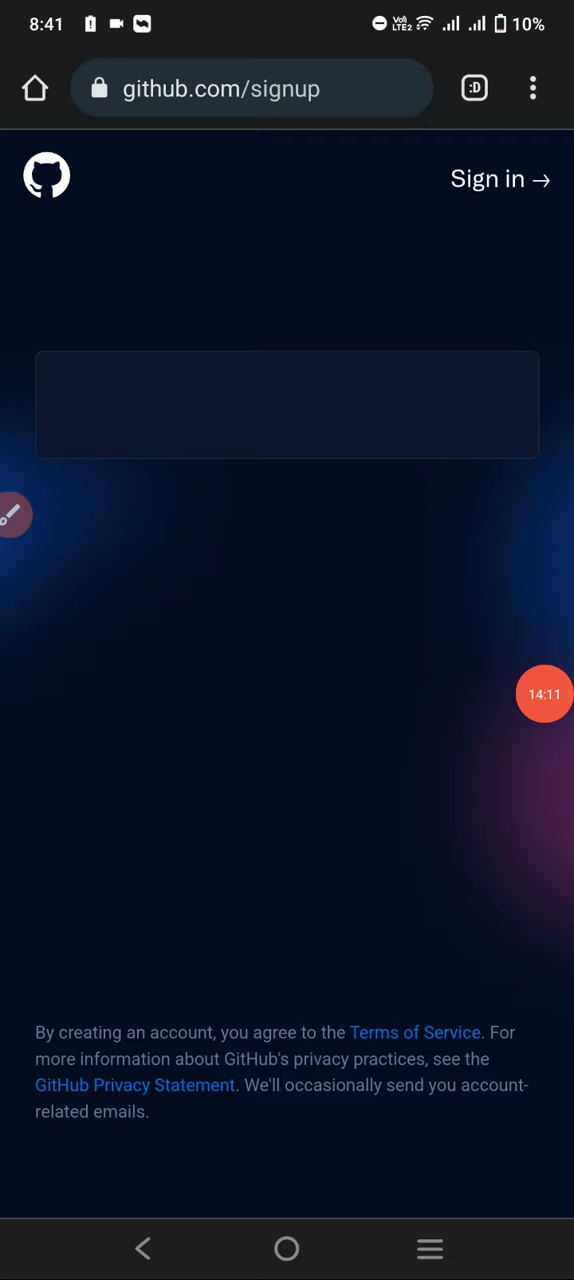 8:41
Vo)) LTE2
10%
github.com/signup
:D
Sign in →
14:11
By creating an account, you agree to the Terms of Service. For
more information about GitHub's privacy practices, see the
GitHub Privacy Statement. We'll occasionally send you account-
related emails.